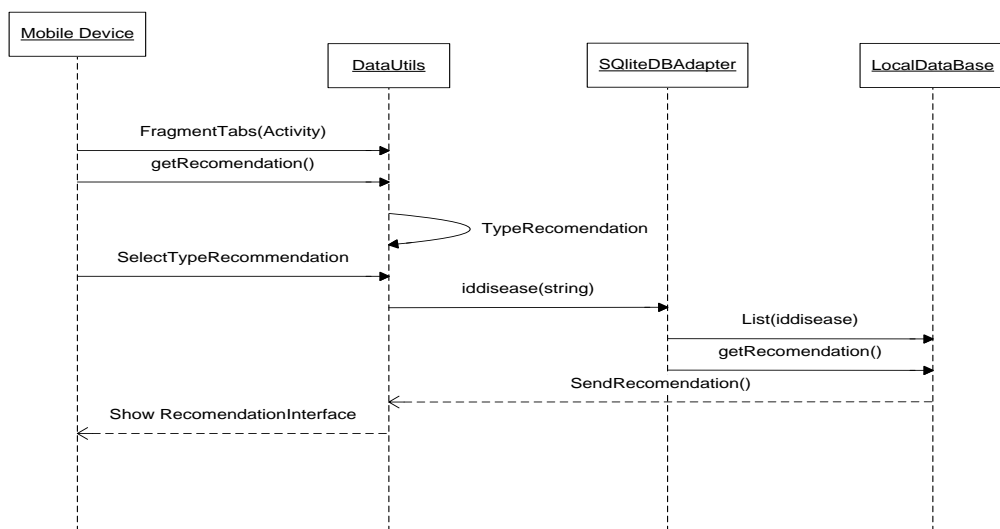 Mobile Device
DataUtils
SQliteDBAdapter
LocalDataBase
FragmentTabs(Activity)
getRecomendation()
TypeRecomendation
SelectTypeRecommendation
iddisease(string)
List(iddisease)
getRecomendation()
SendRecomendation()
Show RecomendationInterface